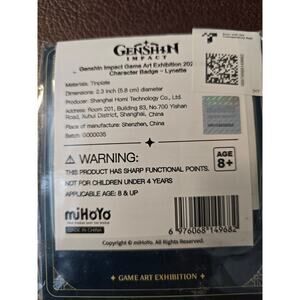 GENSHIN
IMPACT
Genshin Impact Game Art Exhibition 202
Character Badge – Lynette
Materials: Tinplate
Dimensions: 2.3 inch (5.8 cm) diameter
Producer: Shanghai Homi Technology Co., Ltd.
Address: Room 201, Building 83, No.700 Yishan
Road, Xuhui District, Shanghai, China
Place of manufacture: Shenzhen, China
Batch: 0000035
WARNING:
THIS PRODUCT HAS SHARP FUNCTIONAL POINTS.
NOT FOR CHILDREN UNDER 4 YEARS
APPLICABLE AGE: 8 & UP
AGE
8+
miHoYo
MADE IN CHINA
6 976068 149682
Copyright © miHoYo. All Rights Reserved.
GAME ART EXHIBITION